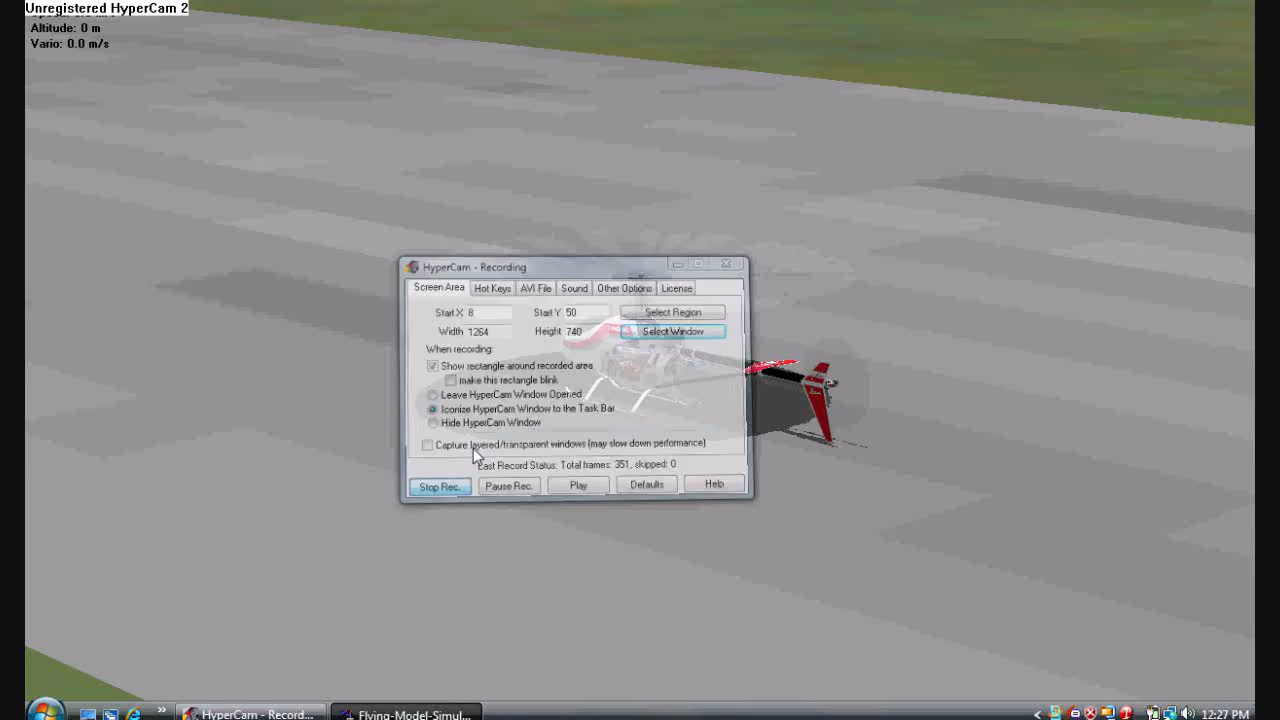 Unregistered HyperCam 2
Altitude: 0 m
Vario: 0.0 m/s
HyperCam - Recording
Screen Area Hot Keys AVI File Sound Other Options License
Start X 8 Start Y 50 Select Region
Width 1264 Height 740 Select Window
When recording:
Show rectangle around recorded area
make this rectangle blink
Leave HyperCam Window Opened
Iconize HyperCam Window to the Task Bar
Hide HyperCam Window
Capture layered/transparent windows (may slow down performance)
Last Record Status: Total frames: 351, skipped: 0
Stop Rec. Pause Rec. Play Defaults Help
HyperCam - Record... Flying-Model-Simul... 12:27 PM